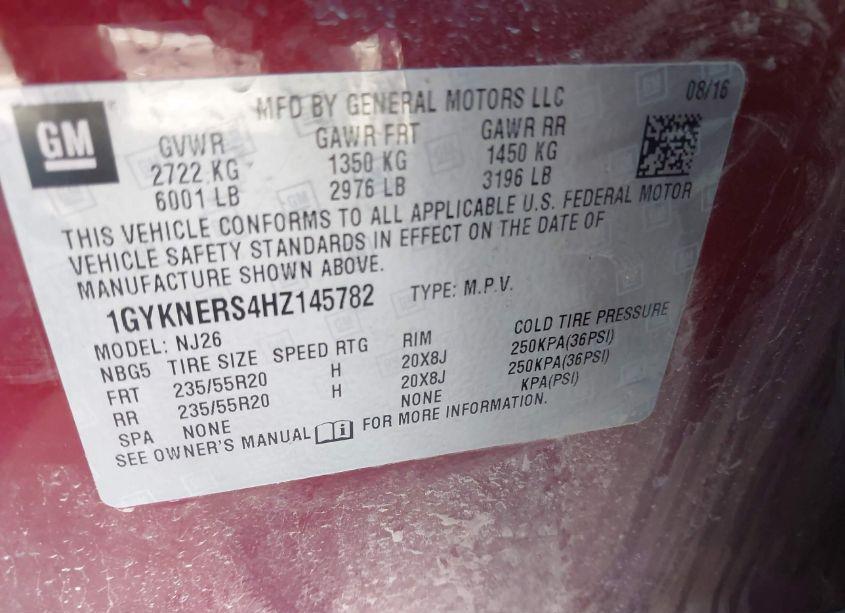 GM
MFD BY GENERAL MOTORS LLC
08/16
GVWR GAWR FRT GAWR RR
2722 KG 1350 KG 1450 KG
6001 LB 2976 LB 3196 LB
THIS VEHICLE CONFORMS TO ALL APPLICABLE U.S. FEDERAL MOTOR
VEHICLE SAFETY STANDARDS IN EFFECT ON THE DATE OF
MANUFACTURE SHOWN ABOVE.
1GYKNERS4HZ145782 TYPE: M.P.V.
MODEL: NJ26
NBG5 TIRE SIZE SPEED RTG RIM COLD TIRE PRESSURE
FRT 235/55R20 H 20X8J 250KPA(36PSI)
RR 235/55R20 H 20X8J 250KPA(36PSI)
SPA NONE NONE KPA(PSI)
SEE OWNER'S MANUAL FOR MORE INFORMATION.